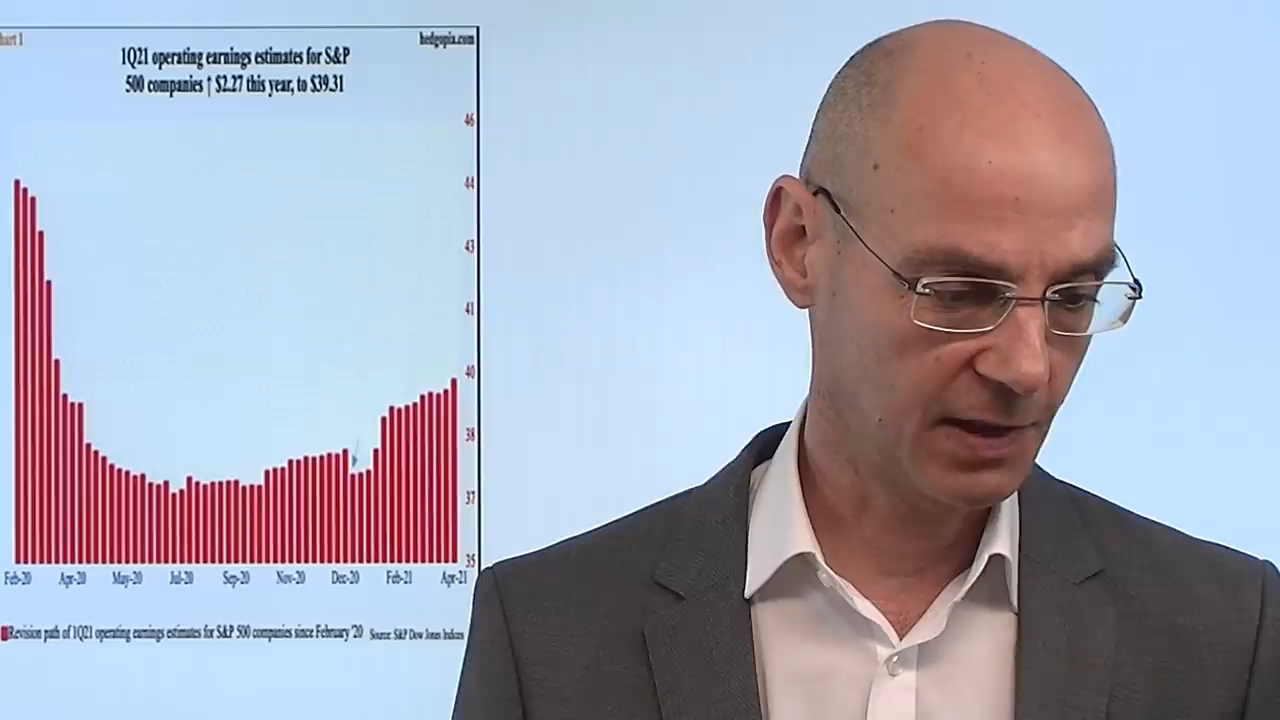 hart 1
hedgopia.com
1Q21 operating earnings estimates for S&P
500 companies ↑ $2.27 this year, to $39.31
46
44
43
41
40
38
37
35
Feb-20 Apr-20 May-20 Jul-20 Sep-20 Nov-20 Dec-20 Feb-21 Apr-21
Revision path of 1Q21 operating earnings estimates for S&P 500 companies since February '20 Source: S&P Dow Jones Indices